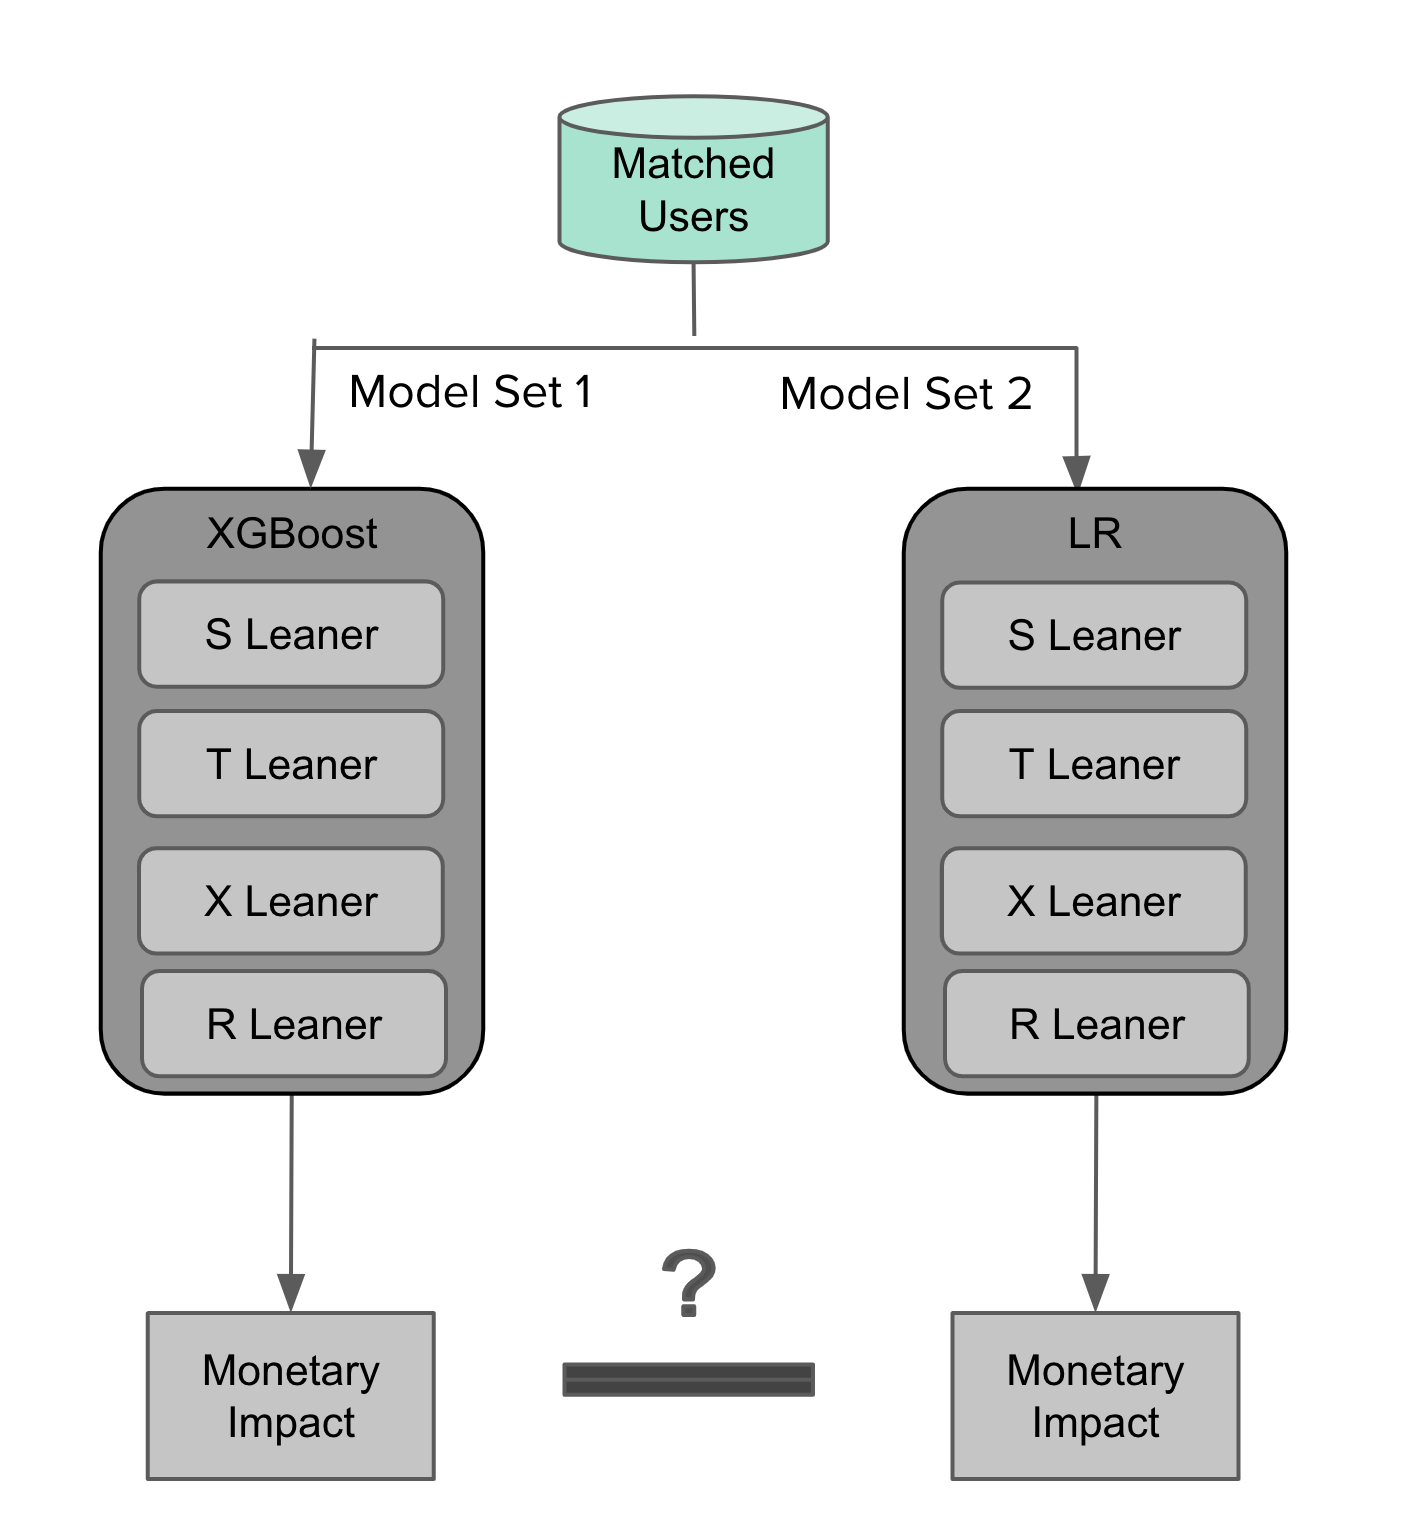 Matched
Users
Model Set 1
Model Set 2
XGBoost
S Leaner
T Leaner
X Leaner
R Leaner
LR
S Leaner
T Leaner
X Leaner
R Leaner
?
Monetary
Impact
Monetary
Impact